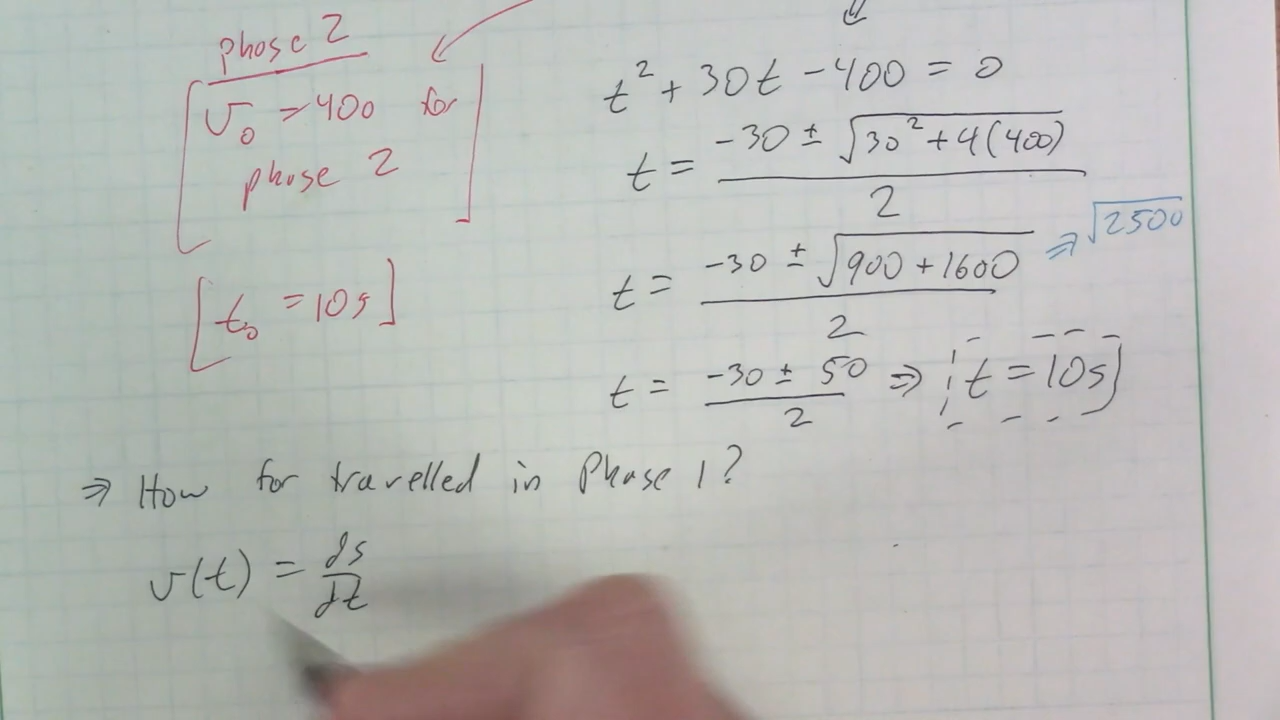 phase 2
v₀ = 400 for
phase 2
[t₀ = 10s]
t² + 30t - 400 = 0
t = (-30 ± √(30² + 4(400))) / 2
t = (-30 ± √(900 + 1600)) / 2 ⇒ √2500
t = (-30 ± 50) / 2 ⇒ t = 10s
⇒ How far travelled in Phase 1?
v(t) = ds/dt